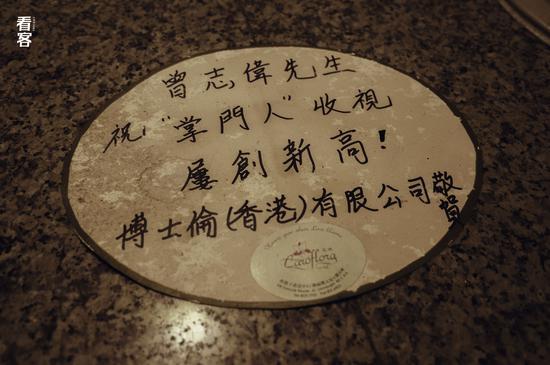 看客
曾志偉先生
祝："掌門人"收視
屢創新高！
博士倫(香港)有限公司敬賀